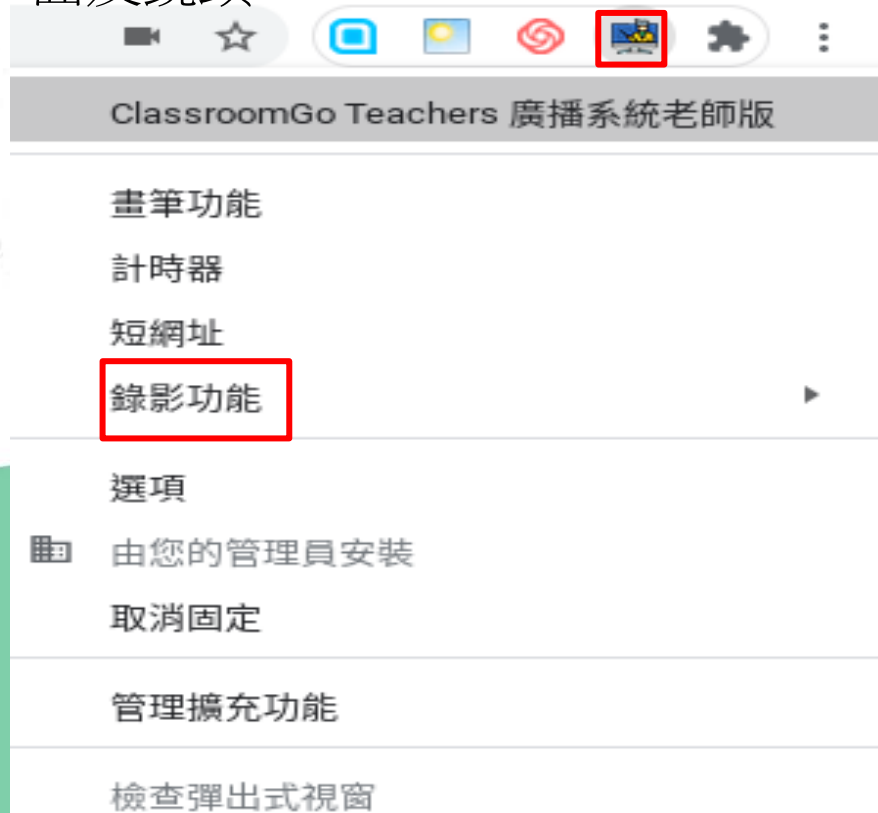 ClassroomGo Teachers 廣播系統老師版
畫筆功能
計時器
短網址
錄影功能
選項
由您的管理員安裝
取消固定
管理擴充功能
檢查彈出式視窗